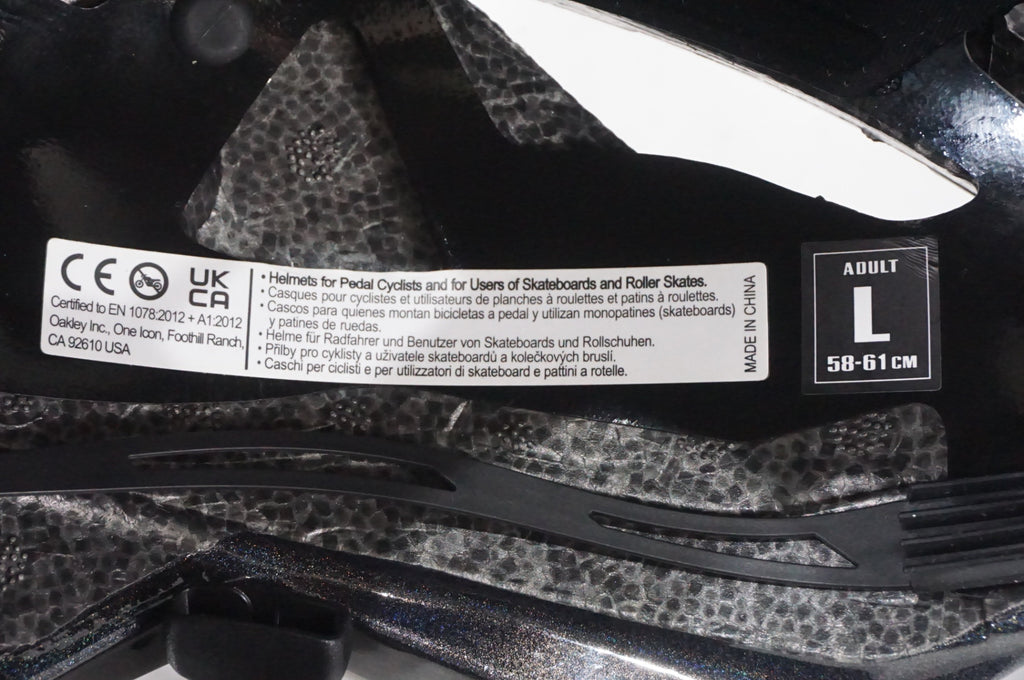 CE UK
CA
Certified to EN 1078:2012 + A1:2012
Oakley Inc., One Icon, Foothill Ranch,
CA 92610 USA
• Helmets for Pedal Cyclists and for Users of Skateboards and Roller Skates.
• Casques pour cyclistes et utilisateurs de planches à roulettes et patins à roulettes.
• Cascos para quienes montan bicicletas a pedal y utilizan monopatines (skateboards)
y patines de ruedas.
• Helme für Radfahrer und Benutzer von Skateboards und Rollschuhen.
• Přilby pro cyklisty a uživatele skateboardů a kolečkových bruslí.
• Caschi per ciclisti e per utilizzatori di skateboard e pattini a rotelle.
MADE IN CHINA
ADULT
L
58-61 CM